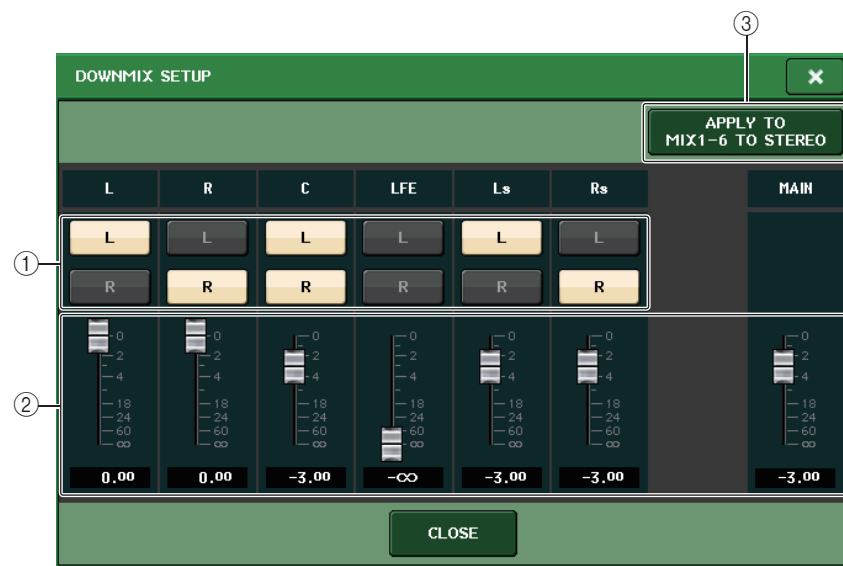 ③
DOWNMIX SETUP
×
APPLY TO
MIX1-6 TO STEREO
L R C LFE Ls Rs MAIN
①
L L L L L L
R R R R R R
②
0 0 0 0 0 0 0
2 2 2 2 2 2 2
4 4 4 4 4 4 4
18 18 18 18 18 18 18
24 24 24 24 24 24 24
60 60 60 60 60 60 60
∞ ∞ ∞ ∞ ∞ ∞ ∞
0.00 0.00 -3.00 -∞ -3.00 -3.00 -3.00
CLOSE